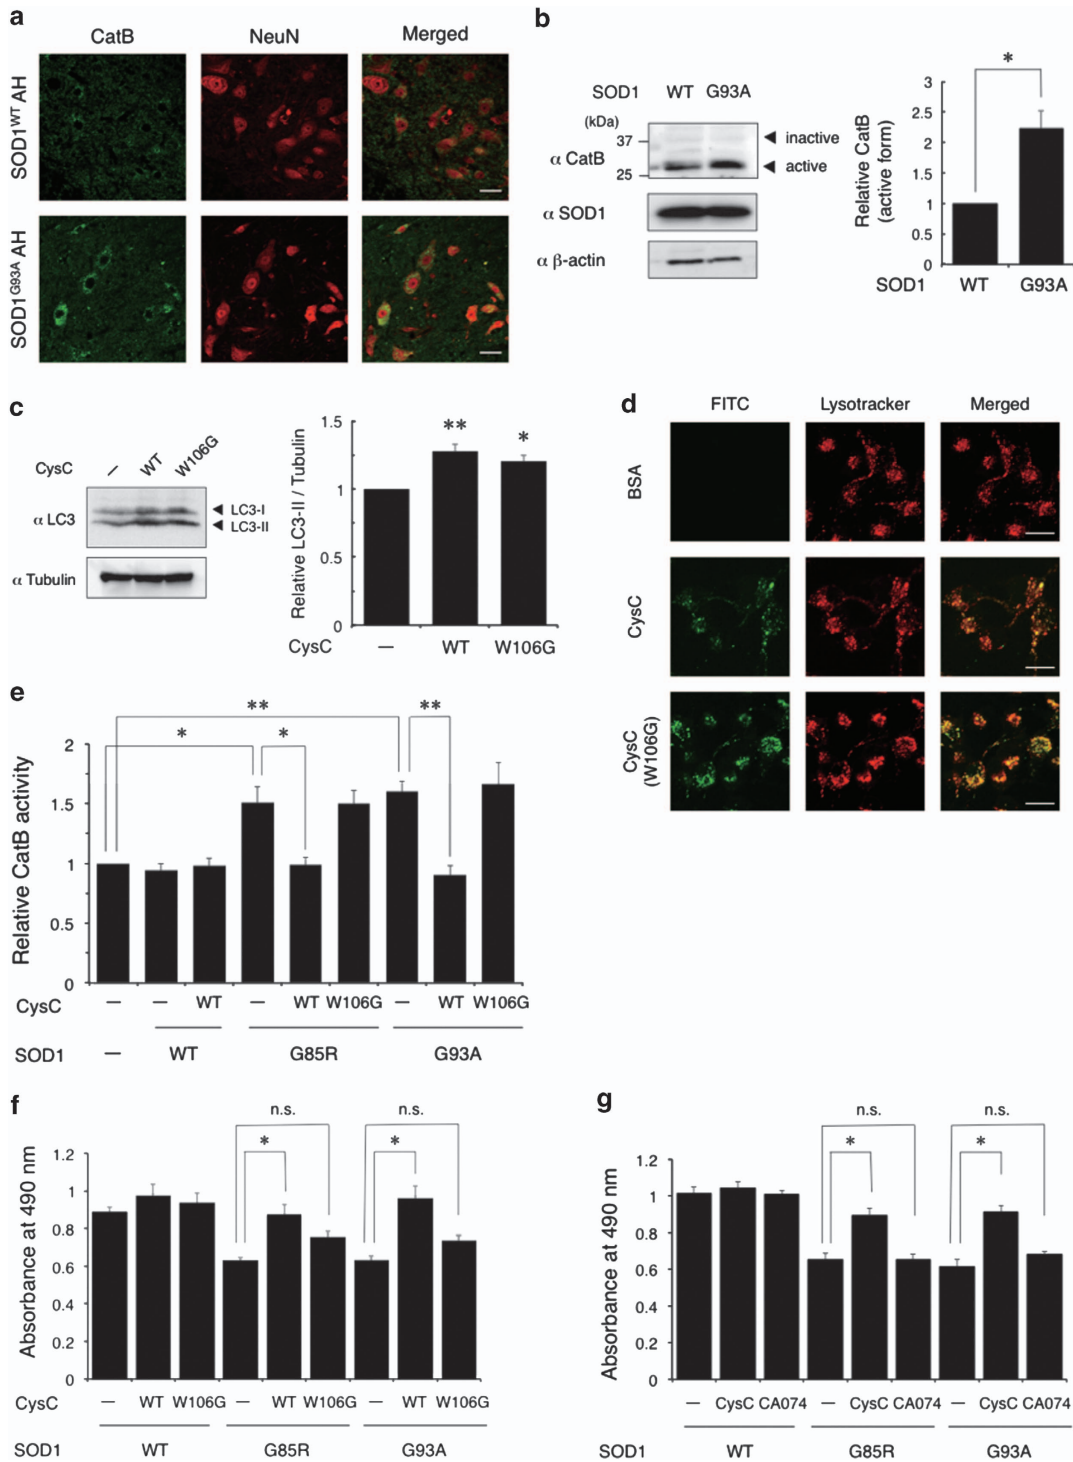 a
CatB NeuN Merged
SOD1WT AH
SOD1G93A AH
b
SOD1 WT G93A
(kDa)
37
25
α CatB
inactive
active
α SOD1
α β-actin
Relative CatB
(active form)
3
2.5
2
1.5
1
0.5
0
*
SOD1 WT G93A
c
CysC – WT W106G
α LC3
LC3-I
LC3-II
α Tubulin
Relative LC3-II / Tubulin
1.5
1
0.5
0
** *
CysC – WT W106G
d
FITC Lysotracker Merged
BSA
CysC
CysC
(W106G)
e
Relative CatB activity
2
1.5
1
0.5
0
** **
* *
CysC – – WT – WT W106G – WT W106G
SOD1 – WT G85R G93A
f
Absorbance at 490 nm
1.2
1
0.8
0.6
0.4
0.2
0
n.s. n.s.
* *
CysC – WT W106G – WT W106G – WT W106G
SOD1 WT G85R G93A
g
Absorbance at 490 nm
1.2
1
0.8
0.6
0.4
0.2
0
n.s. n.s.
* *
– CysC CA074 – CysC CA074 – CysC CA074
SOD1 WT G85R G93A